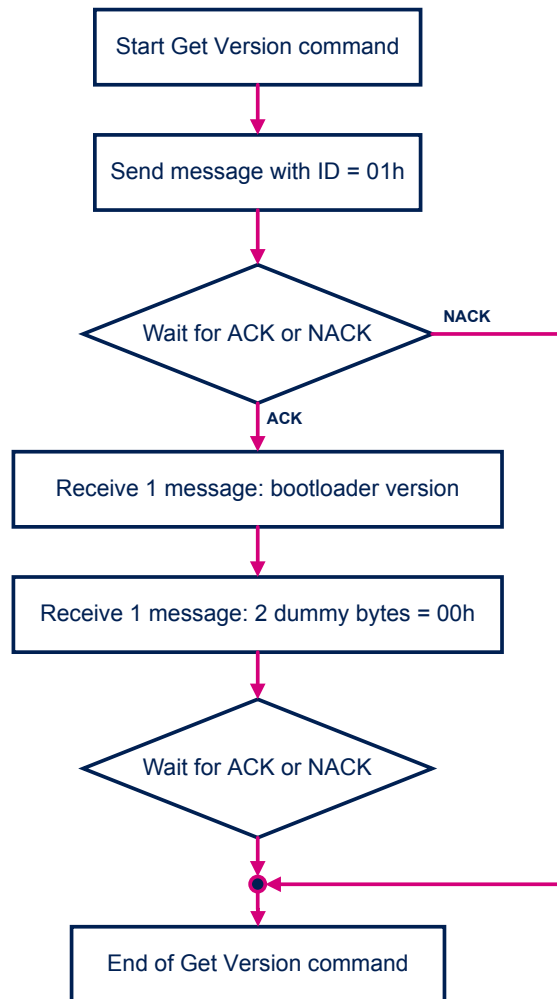 Start Get Version command
Send message with ID = 01h
Wait for ACK or NACK
NACK
ACK
Receive 1 message: bootloader version
Receive 1 message: 2 dummy bytes = 00h
Wait for ACK or NACK
End of Get Version command